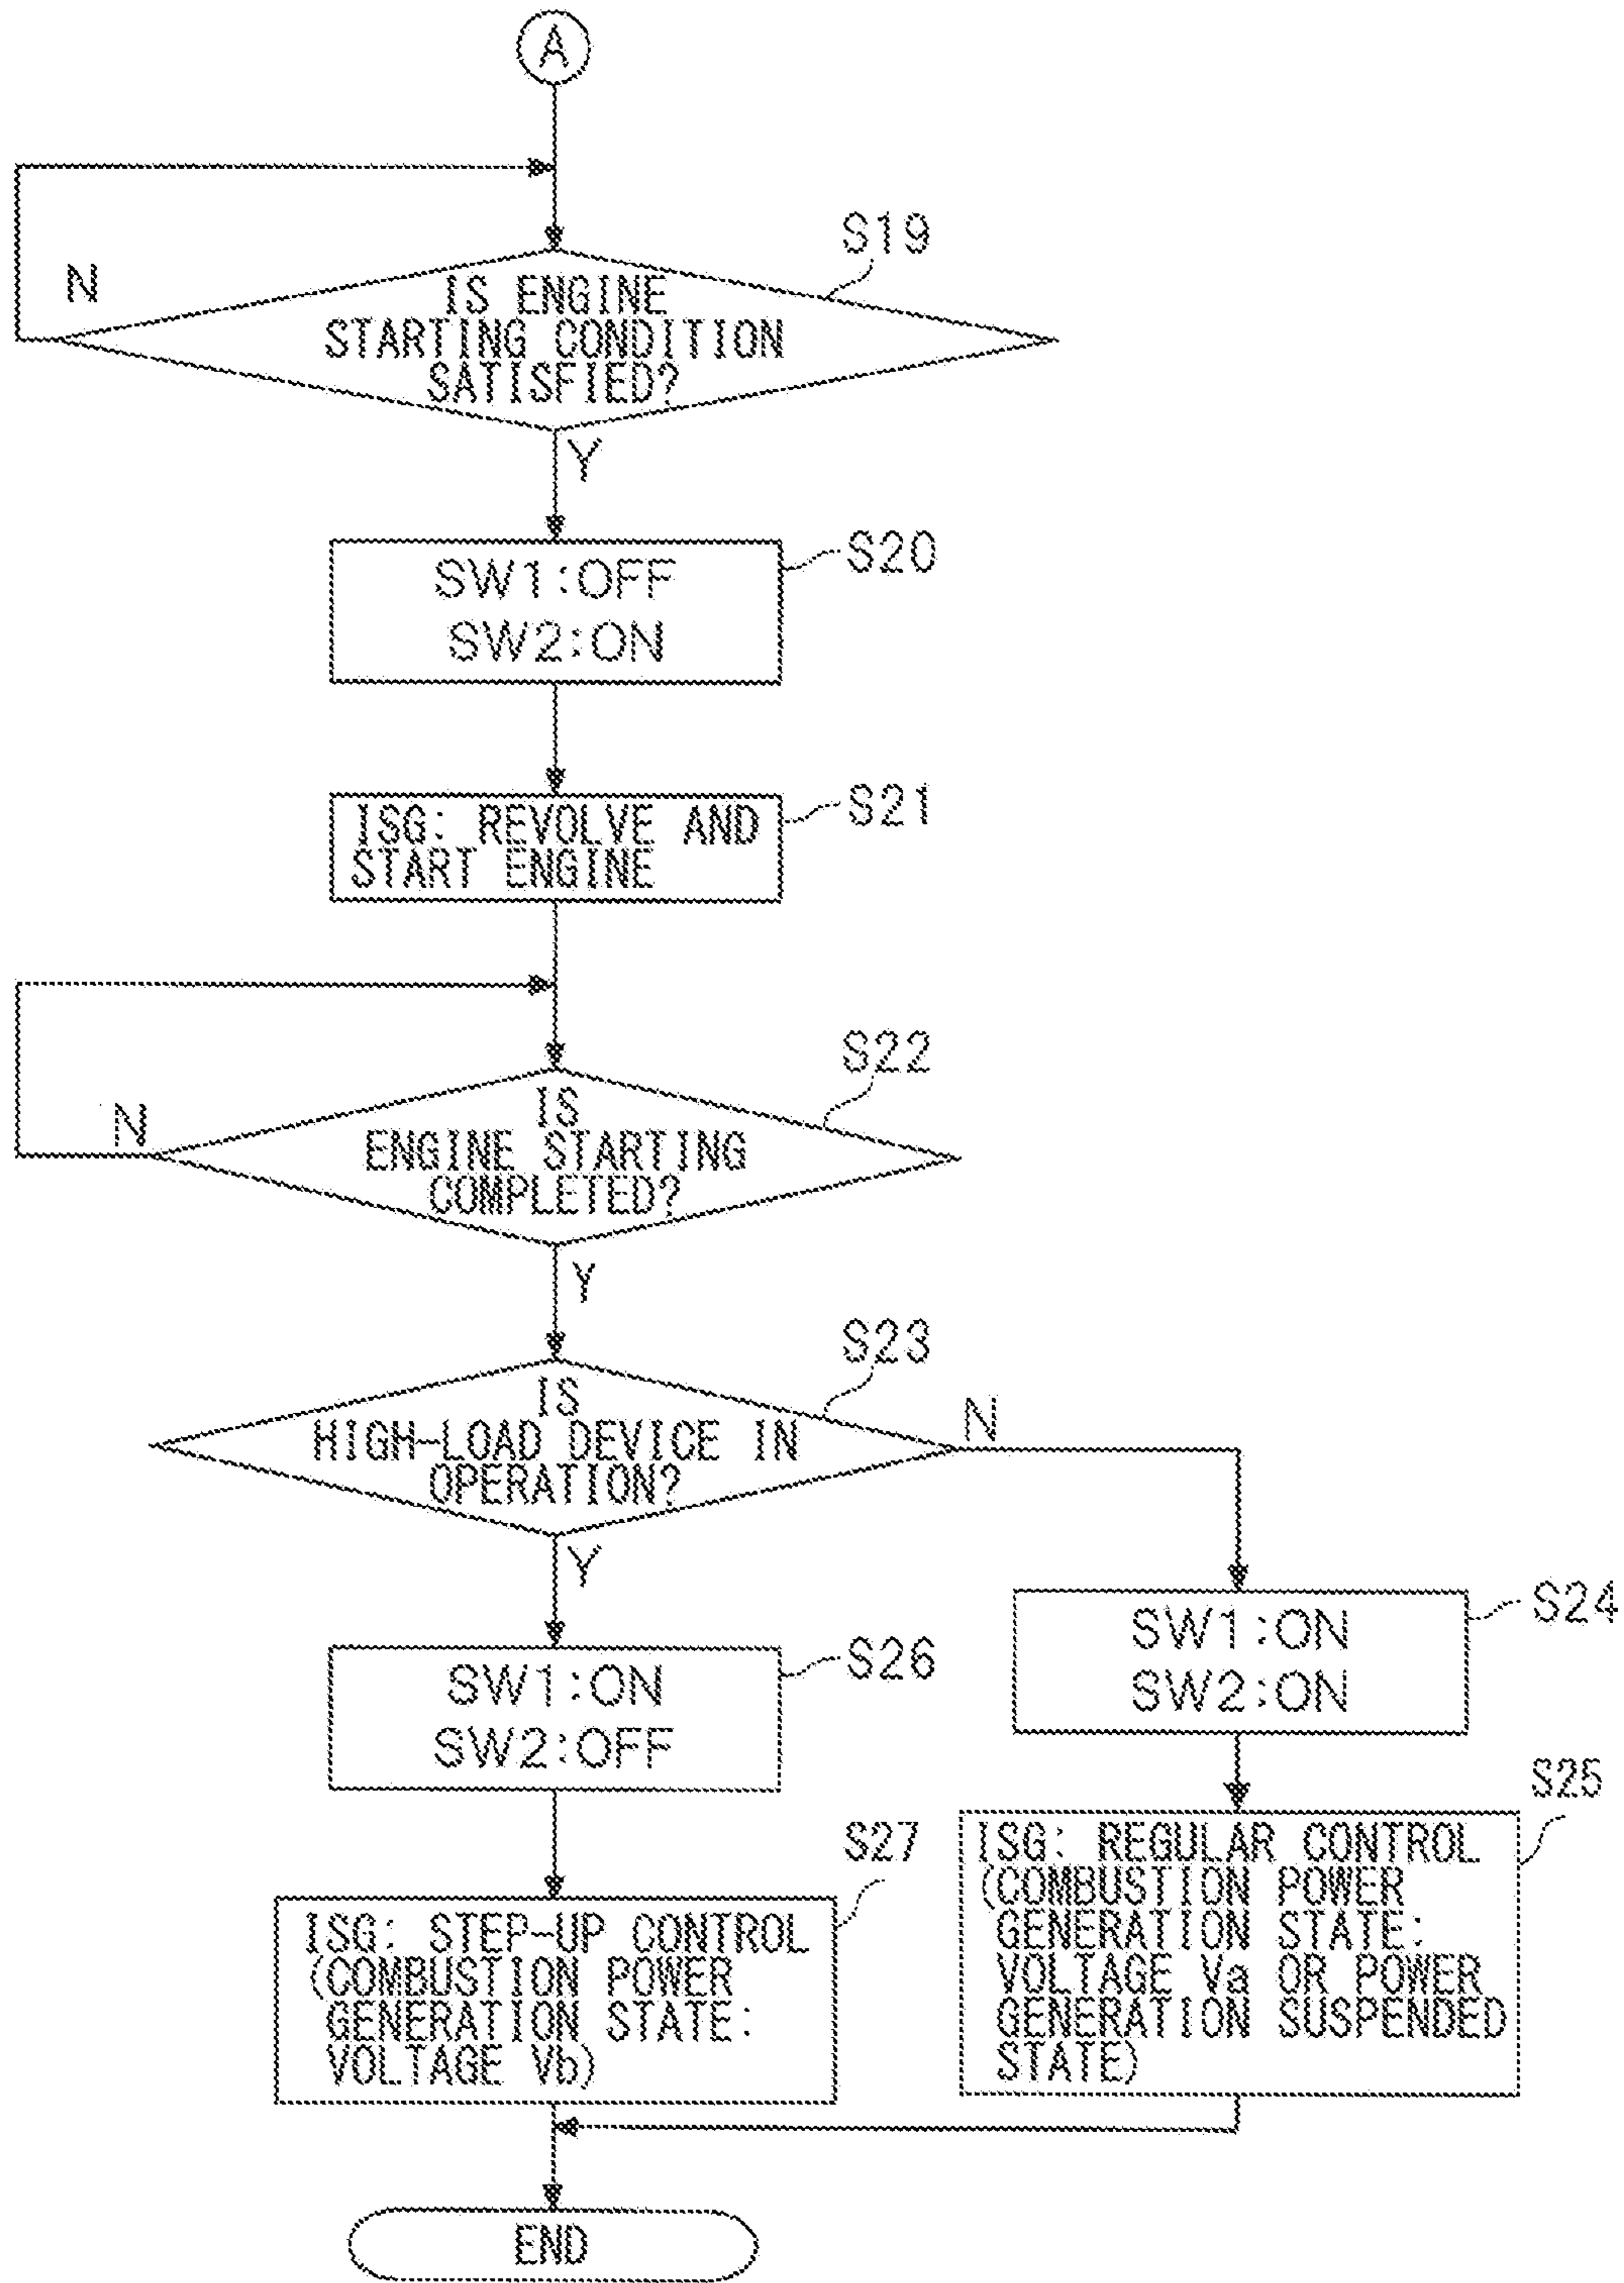 A
S19
N
IS ENGINE
STARTING CONDITION
SATISFIED?
Y
S20
SW1:OFF
SW2:ON
S21
ISG: REVOLVE AND
START ENGINE
S22
N
IS
ENGINE STARTING
COMPLETED?
Y
S23
IS
HIGH-LOAD DEVICE IN
OPERATION?
N
Y
S24
SW1:ON
SW2:ON
S26
SW1:ON
SW2:OFF
S25
ISG: REGULAR CONTROL
(COMBUSTION POWER
GENERATION STATE:
VOLTAGE Va OR POWER
GENERATION SUSPENDED
STATE)
S27
ISG: STEP-UP CONTROL
(COMBUSTION POWER
GENERATION STATE:
VOLTAGE Vb)
END